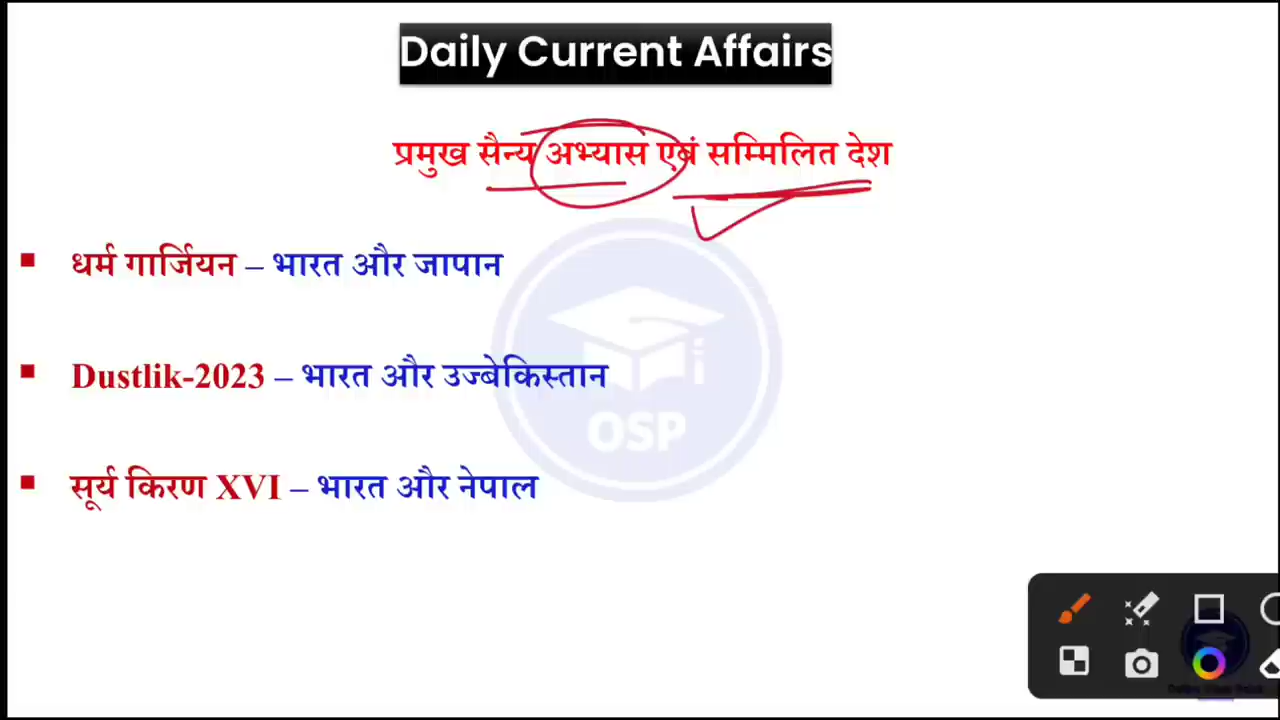 Daily Current Affairs
प्रमुख सैन्य अभ्यास एवं सम्मिलित देश
▪ धर्म गार्जियन – भारत और जापान
▪ Dustlik-2023 – भारत और उज्बेकिस्तान
▪ सूर्य किरण XVI – भारत और नेपाल
OSP